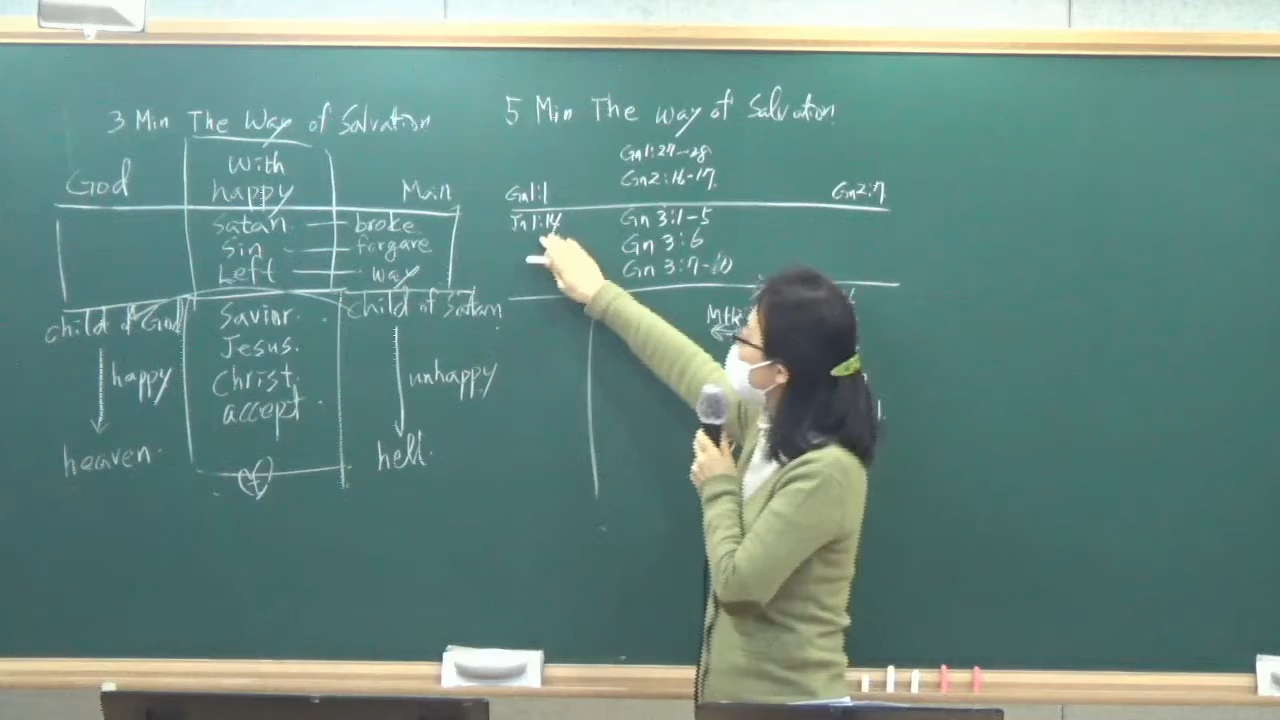 3 Min The Way of Salvation
With
God happy Man
Satan — broke
Sin — forgave
Left — way
child of God Savior. child of Satan
Jesus.
happy Christ. unhappy
accept.
heaven. hell.
5 Min The way of Salvation
Gn1:27-28
Gn2:16-17
Gn1:1 Gn2:7
Jn1:14 Gn 3:1-5
Gn 3:6
Gn 3:7-10